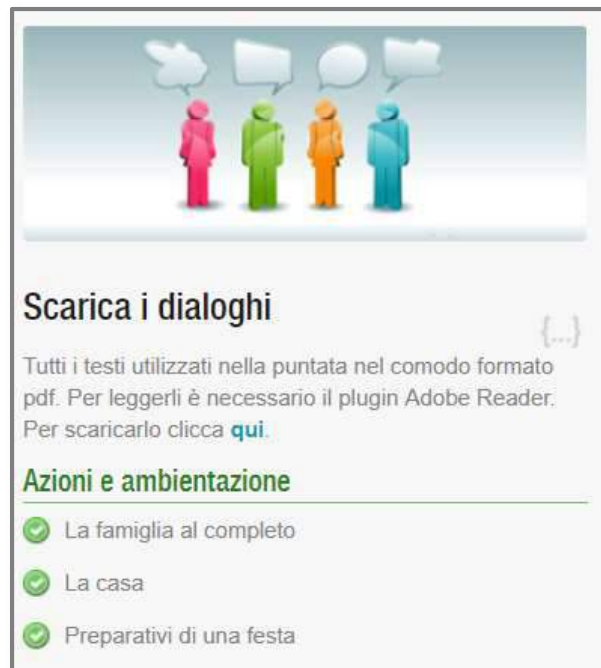 Scarica i dialoghi
{...}
Tutti i testi utilizzati nella puntata nel comodo formato
pdf. Per leggerli è necessario il plugin Adobe Reader.
Per scaricarlo clicca qui.
Azioni e ambientazione
La famiglia al completo
La casa
Preparativi di una festa